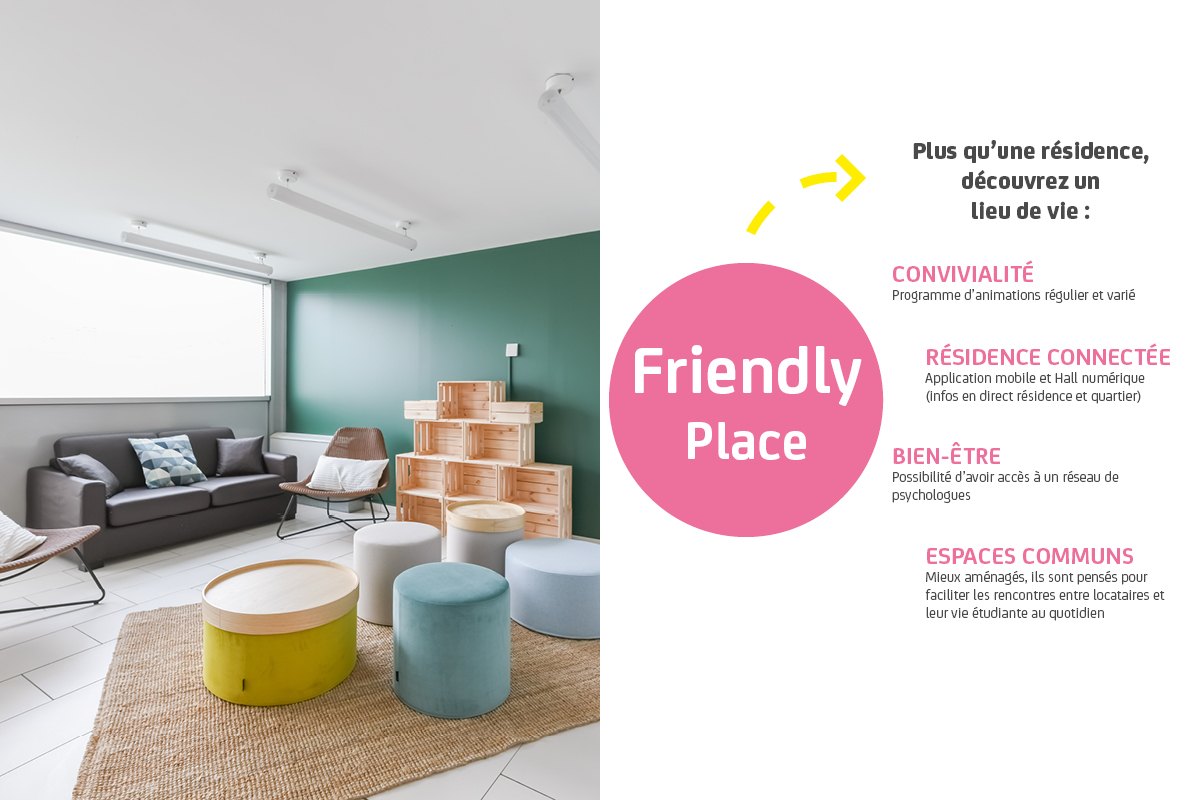 Plus qu’une résidence,
découvrez un
lieu de vie :
Friendly
Place
CONVIVIALITÉ
Programme d’animations régulier et varié
RÉSIDENCE CONNECTÉE
Application mobile et Hall numérique
(infos en direct résidence et quartier)
BIEN-ÊTRE
Possibilité d’avoir accès à un réseau de
psychologues
ESPACES COMMUNS
Mieux aménagés, ils sont pensés pour
faciliter les rencontres entre locataires et
leur vie étudiante au quotidien